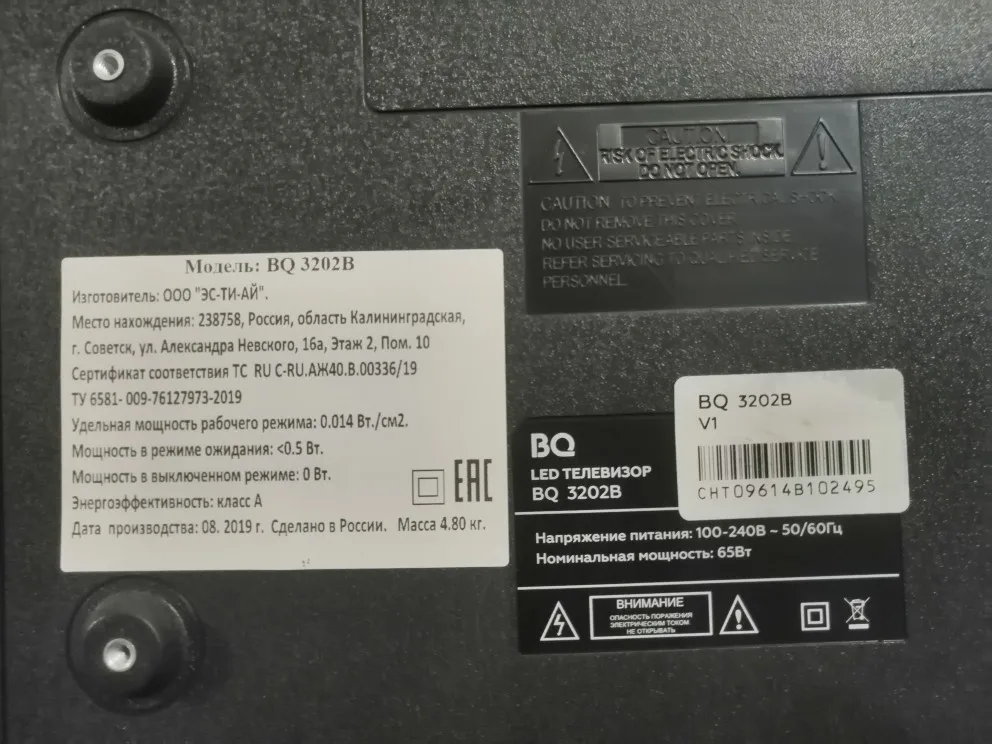 CAUTION
RISK OF ELECTRIC SHOCK
DO NOT OPEN.
CAUTION: TO PREVENT ELECTRICAL SHOCK
DO NOT REMOVE THIS COVER
NO USER SERVICEABLE PARTS INSIDE
REFER SERVICING TO QUALIFIED SERVICE
PERSONNEL.
Модель: BQ 3202B
Изготовитель: ООО "ЭС-ТИ-АЙ".
Место нахождения: 238758, Россия, область Калининградская,
г. Советск, ул. Александра Невского, 16а, Этаж 2, Пом. 10
Сертификат соответствия ТС RU C-RU.АЖ40.В.00336/19
ТУ 6581- 009-76127973-2019
Удельная мощность рабочего режима: 0.014 Вт./см2.
Мощность в режиме ожидания: <0.5 Вт.
Мощность в выключенном режиме: 0 Вт.
Энергоэффективность: класс А
EAC
Дата производства: 08. 2019 г. Сделано в России. Масса 4.80 кг.
BQ 3202B
V1
CHT09614B102495
BQ
LED ТЕЛЕВИЗОР
BQ 3202B
Напряжение питания: 100-240В ~ 50/60Гц
Номинальная мощность: 65Вт
ВНИМАНИЕ
ОПАСНОСТЬ ПОРАЖЕНИЯ
ЭЛЕКТРИЧЕСКИМ ТОКОМ
НЕ ОТКРЫВАТЬ